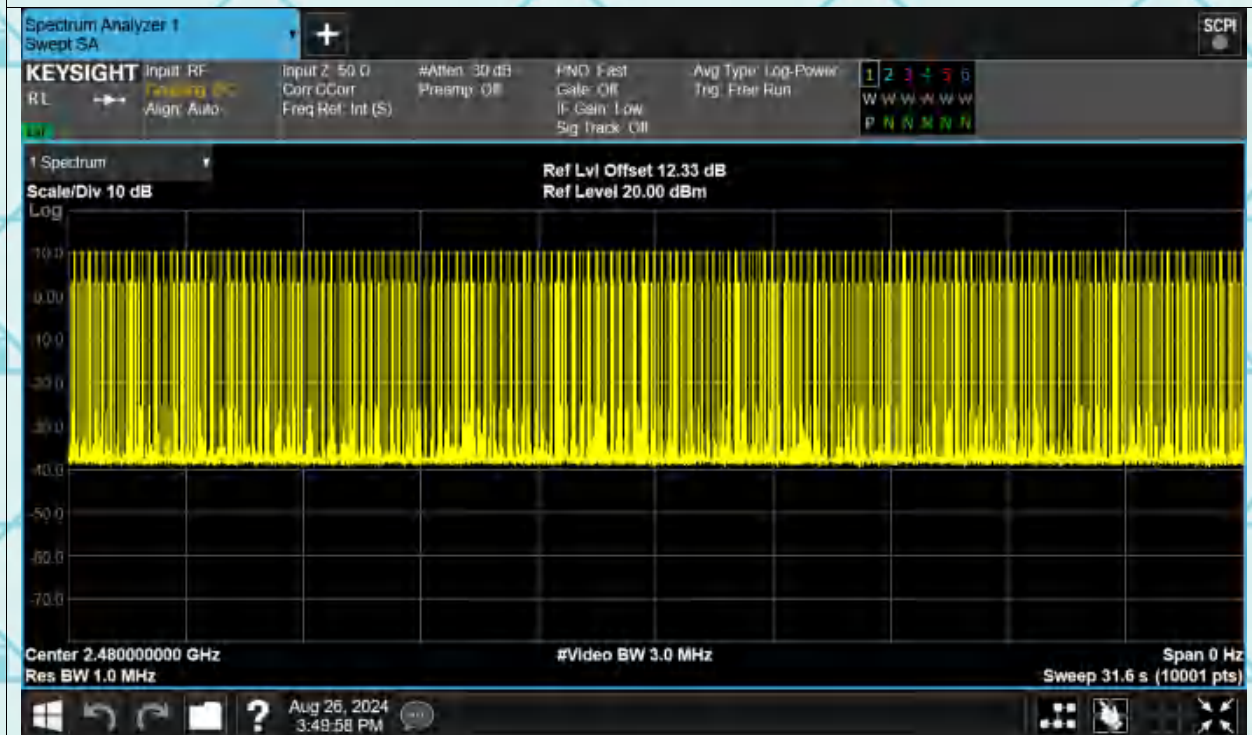 Spectrum Analyzer 1
Swept SA
+
SCPI
KEYSIGHT
RL
Input: RF
Coupling: DC
Align: Auto
Input Z: 50 Ω
Corr CCorr
Freq Ref: Int (S)
#Atten: 30 dB
Preamp: Off
PNO: Fast
Gate: Off
IF Gain: Low
Sig Track: Off
Avg Type: Log-Power
Trig: Free Run
1 2 3 4 5 6
W W W W W W
P N N N N N
1 Spectrum
Scale/Div 10 dB
Ref Lvl Offset 12.33 dB
Ref Level 20.00 dBm
Log
10.0
0.00
-10.0
-20.0
-30.0
-40.0
-50.0
-60.0
-70.0
Center 2.480000000 GHz
Res BW 1.0 MHz
#Video BW 3.0 MHz
Span 0 Hz
Sweep 31.6 s (10001 pts)
?
Aug 26, 2024
3:49:58 PM